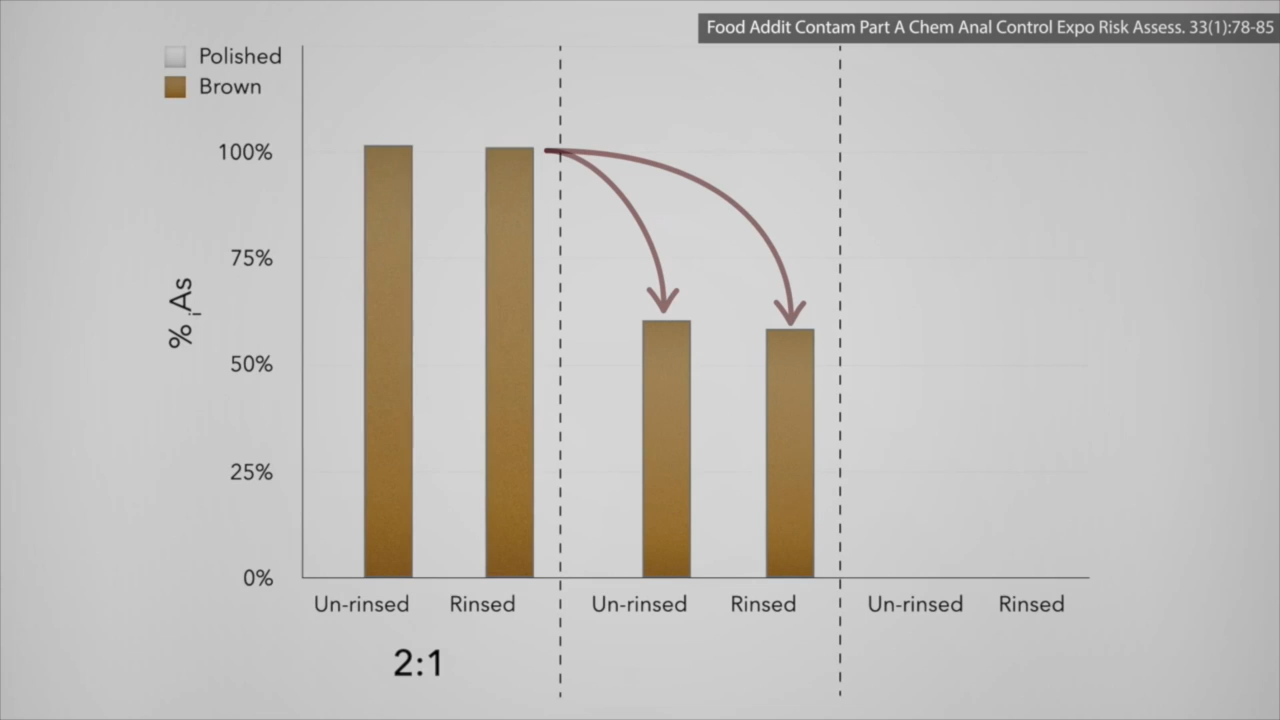 Food Addit Contam Part A Chem Anal Control Expo Risk Assess. 33(1):78-85
Polished
Brown
100%
75%
50%
25%
0%
% iAs
Un-rinsed Rinsed Un-rinsed Rinsed Un-rinsed Rinsed
2:1